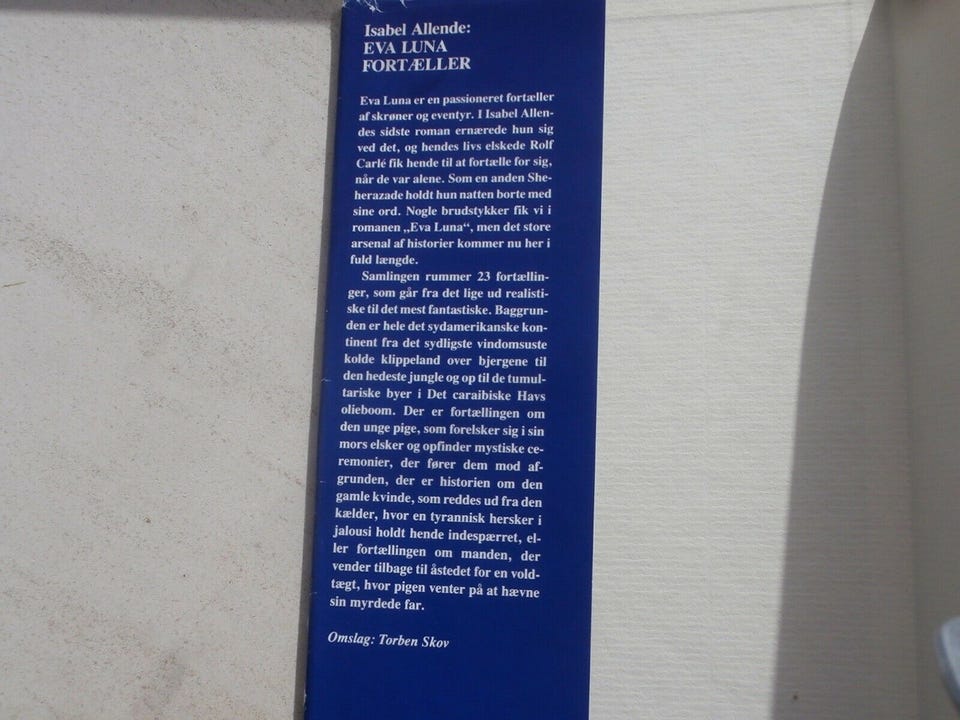 Isabel Allende:
EVA LUNA
FORTÆLLER
Eva Luna er en passioneret fortæller
af skrøner og eventyr. I Isabel Allen-
des sidste roman ernærede hun sig
ved det, og hendes livs elskede Rolf
Carlé fik hende til at fortælle for sig,
når de var alene. Som en anden She-
herazade holdt hun natten borte med
sine ord. Nogle brudstykker fik vi i
romanen „Eva Luna“, men det store
arsenal af historier kommer nu her i
fuld længde.
Samlingen rummer 23 fortællin-
ger, som går fra det lige ud realisti-
ske til det mest fantastiske. Baggrun-
den er hele det sydamerikanske kon-
tinent fra det sydligste vindomsuste
kolde klippeland over bjergene til
den hedeste jungle og op til de tumul-
tariske byer i Det caraibiske Havs
olieboom. Der er fortællingen om
den unge pige, som forelsker sig i sin
mors elsker og opfinder mystiske ce-
remonier, der fører dem mod af-
grunden, der er historien om den
gamle kvinde, som reddes ud fra den
kælder, hvor en tyrannisk hersker i
jalousi holdt hende indespærret, el-
ler fortællingen om manden, der
vender tilbage til åstedet for en vold-
tægt, hvor pigen venter på at hævne
sin myrdede far.
Omslag: Torben Skov